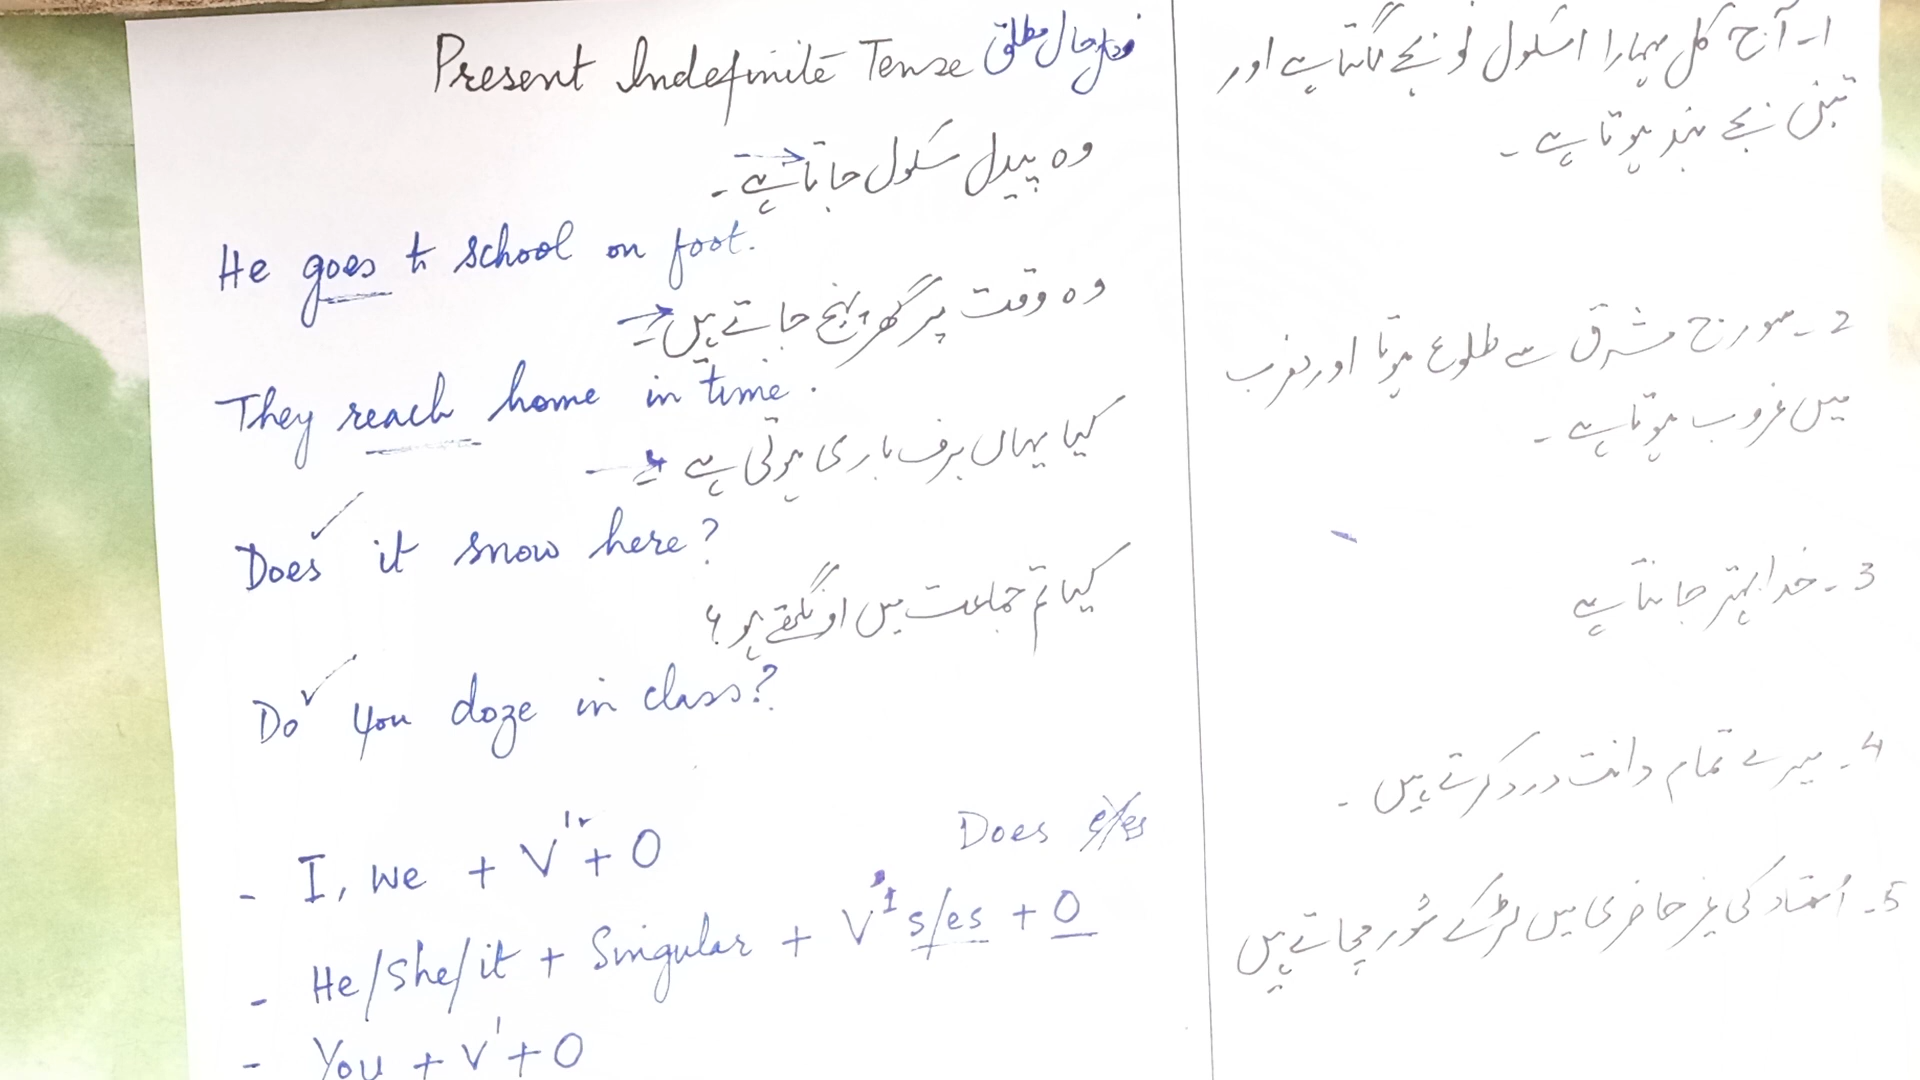 Present Indefinite Tense فعل حال مطلق
وہ پیدل سکول جاتا ہے۔
He goes to school on foot.
وہ وقت پر گھر پہنچ جاتے ہیں
They reach home in time.
کیا یہاں برف باری ہوتی ہے
Does it snow here?
کیا تم جماعت میں اونگھتے ہو؟
Do you doze in class?
- I, we + V + O
Does s/es
- He/She/it + Singular + V I s/es + O
- You + V' + O
1۔ آج کل ہمارا اسکول نو بجے لگتا ہے اور
تین بجے بند ہوتا ہے۔
2۔ سورج مشرق سے طلوع ہوتا اور مغرب
میں غروب ہوتا ہے۔
3۔ خدا بہتر جانتا ہے
4۔ میرے تمام دانت درد کرتے ہیں۔
5۔ اُستاد کی غیر حاضری میں لڑکے شور مچاتے ہیں